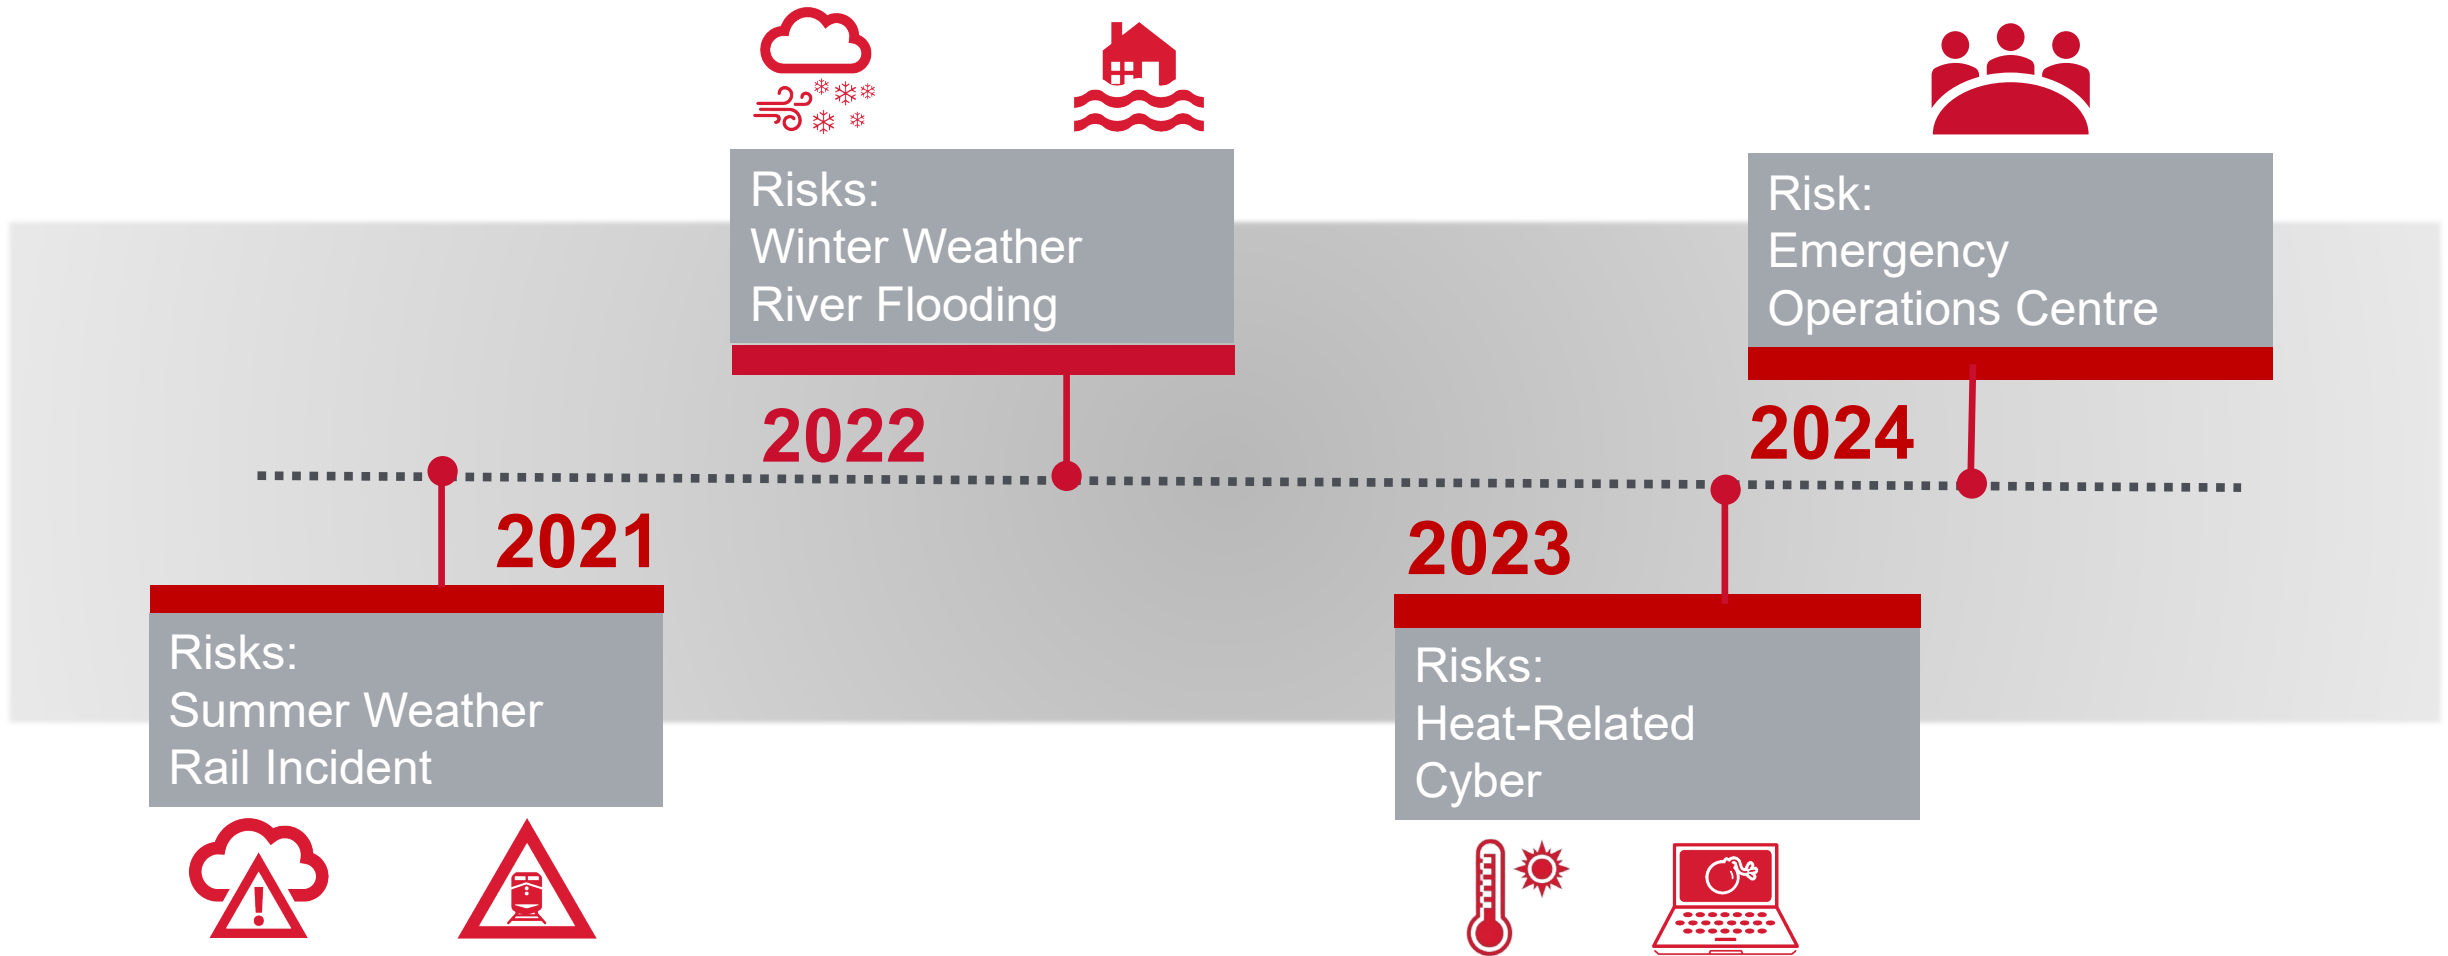 2021
Risks:
Summer Weather
Rail Incident
Risks:
Winter Weather
River Flooding
2022
2023
Risks:
Heat-Related
Cyber
Risk:
Emergency
Operations Centre
2024